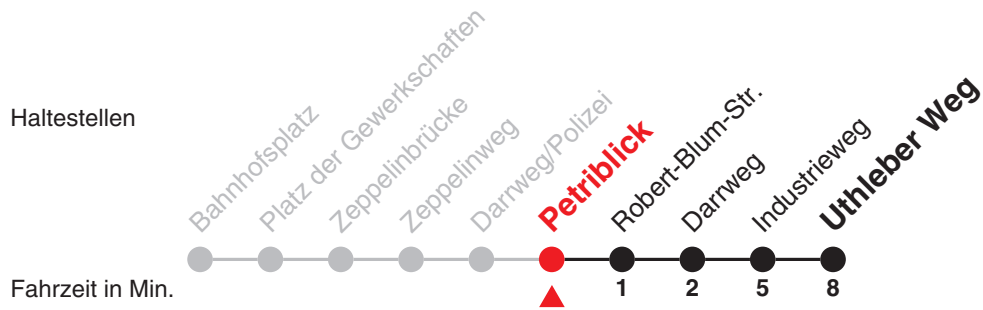 Haltestellen
Bahnhofsplatz
Platz der Gewerkschaften
Zeppelinbrücke
Zeppelinweg
Darrweg/Polizei
Petriblick
Robert-Blum-Str.
Darrweg
Industrieweg
Uthleber Weg
Fahrzeit in Min.
1 2 5 8